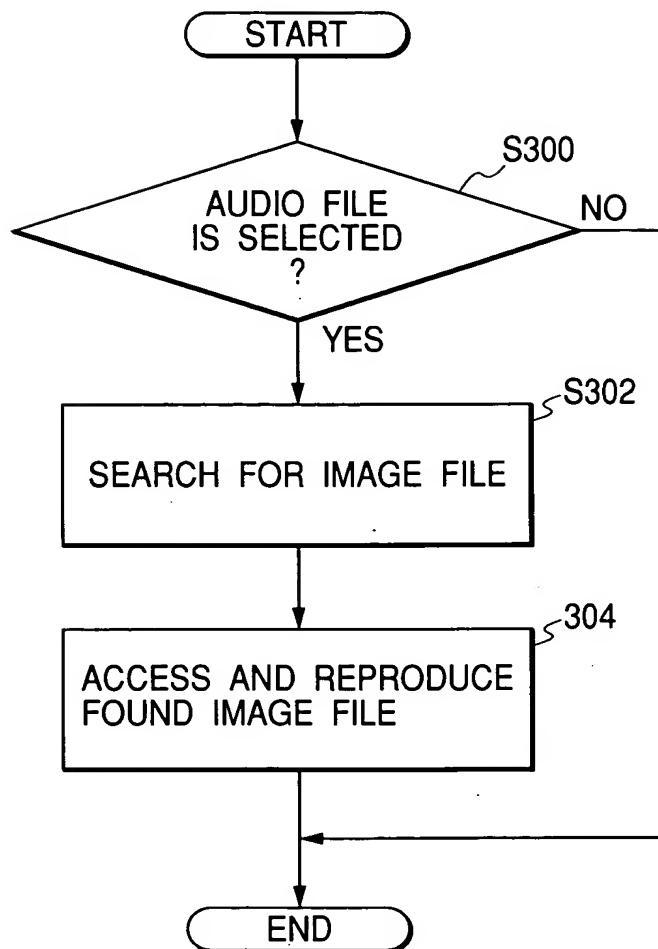 START
S300
AUDIO FILE
IS SELECTED
?
NO
YES
S302
SEARCH FOR IMAGE FILE
304
ACCESS AND REPRODUCE
FOUND IMAGE FILE
END